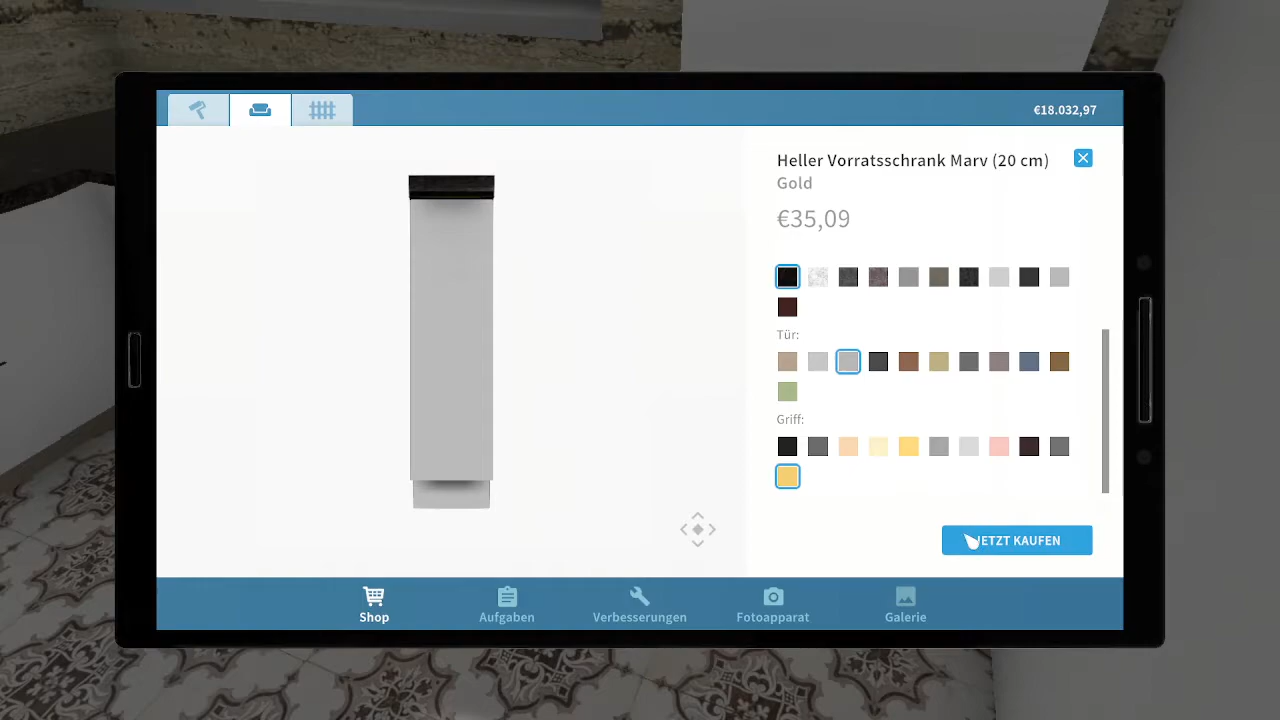 €18.032,97
Heller Vorratsschrank Marv (20 cm)
Gold
€35,09
Tür:
Griff:
JETZT KAUFEN
Shop
Aufgaben
Verbesserungen
Fotoapparat
Galerie